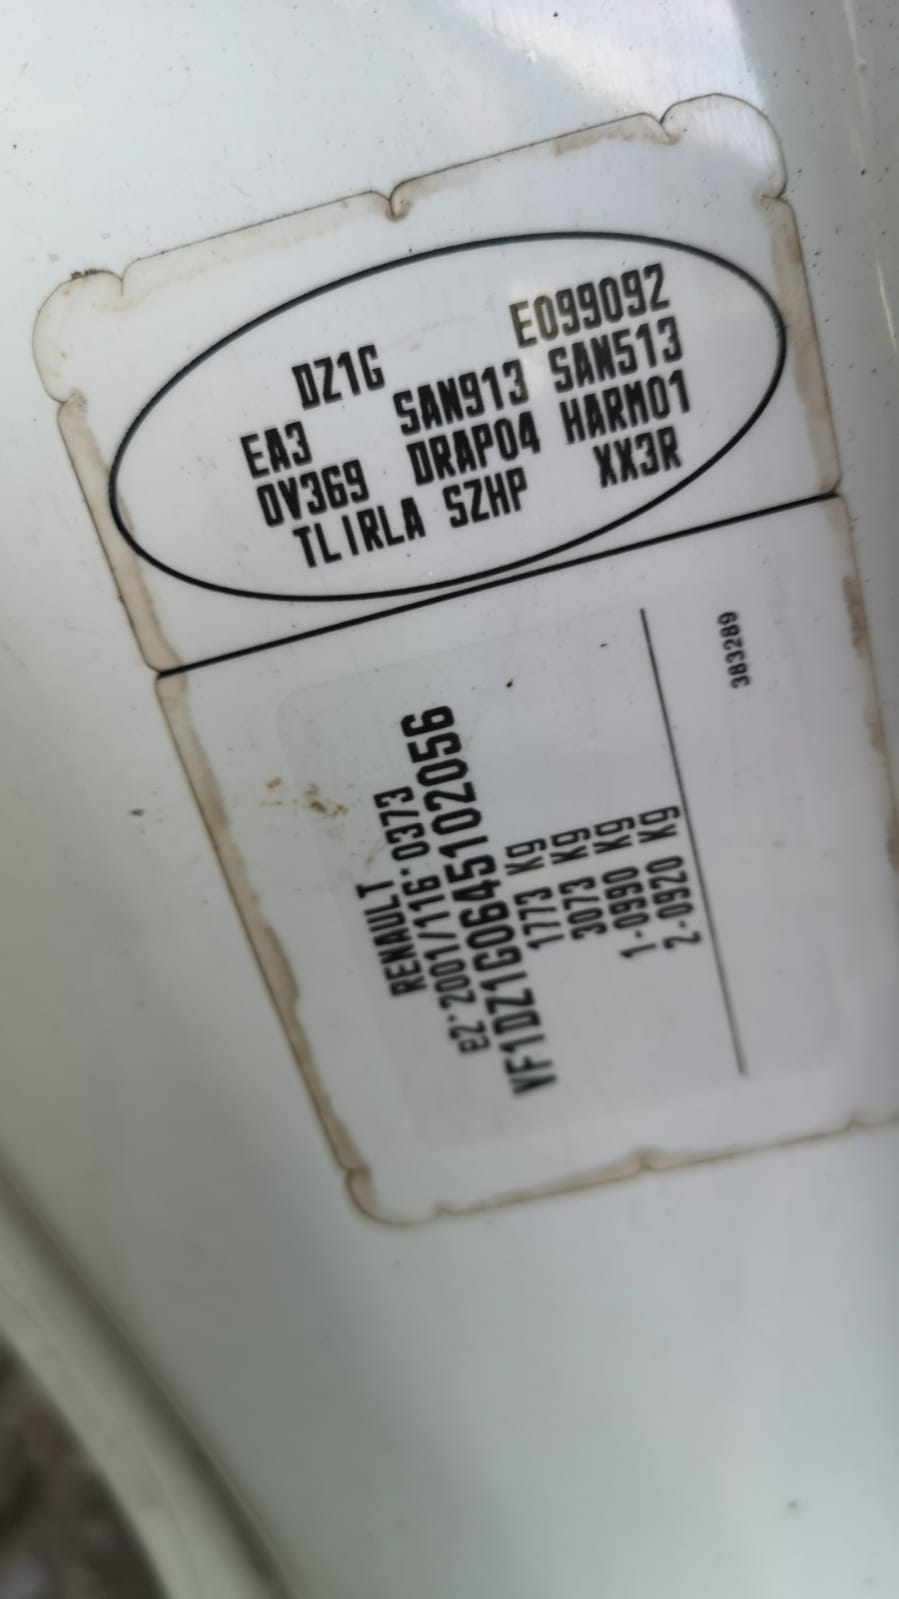 DZ1G E099092
EA3 SAN913 SAN513
OV369 DRAP04 HARM01
TLIRLA SZHP XX3R
RENAULT
e2*2001/116*0373
VF1DZ1G0645102056
1773 kg
3073 kg
1-0990 kg
2-0920 kg
383289